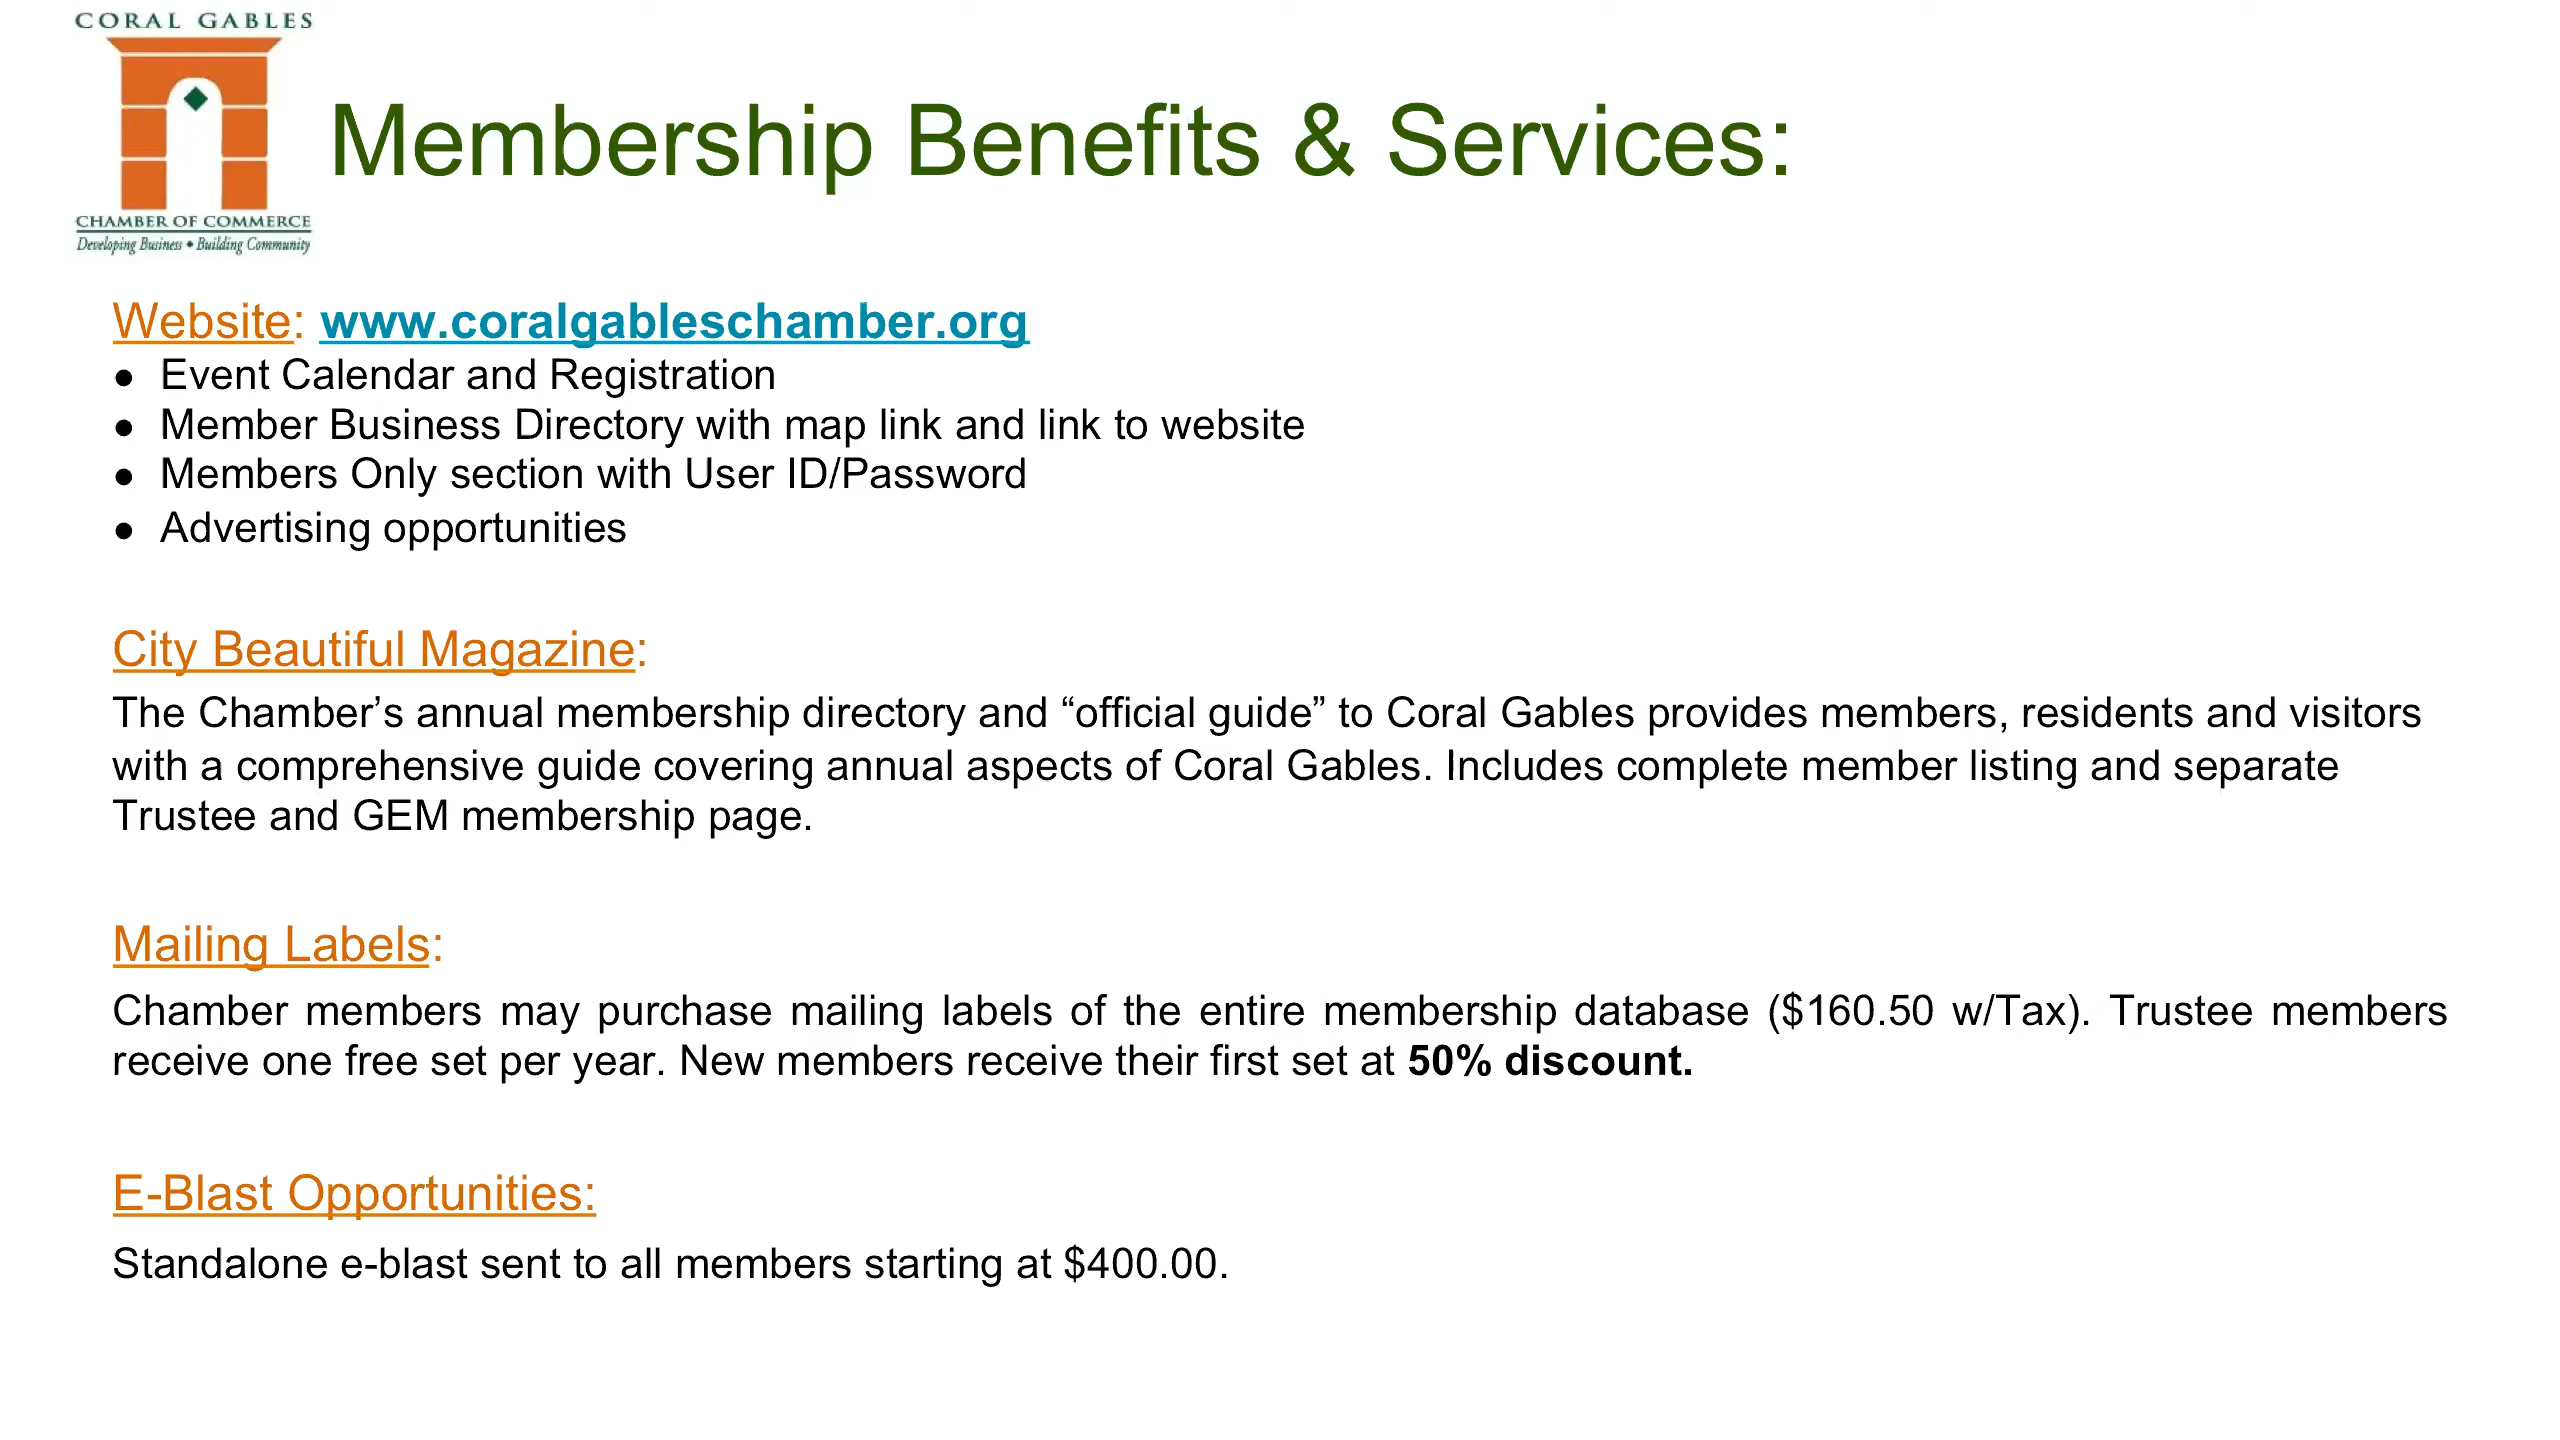 CORAL GABLES
CHAMBER OF COMMERCE
Developing Business • Building Community
Membership Benefits & Services:
Website: www.coralgableschamber.org
● Event Calendar and Registration
● Member Business Directory with map link and link to website
● Members Only section with User ID/Password
● Advertising opportunities
City Beautiful Magazine:
The Chamber’s annual membership directory and “official guide” to Coral Gables provides members, residents and visitors
with a comprehensive guide covering annual aspects of Coral Gables. Includes complete member listing and separate
Trustee and GEM membership page.
Mailing Labels:
Chamber members may purchase mailing labels of the entire membership database ($160.50 w/Tax). Trustee members
receive one free set per year. New members receive their first set at 50% discount.
E-Blast Opportunities:
Standalone e-blast sent to all members starting at $400.00.